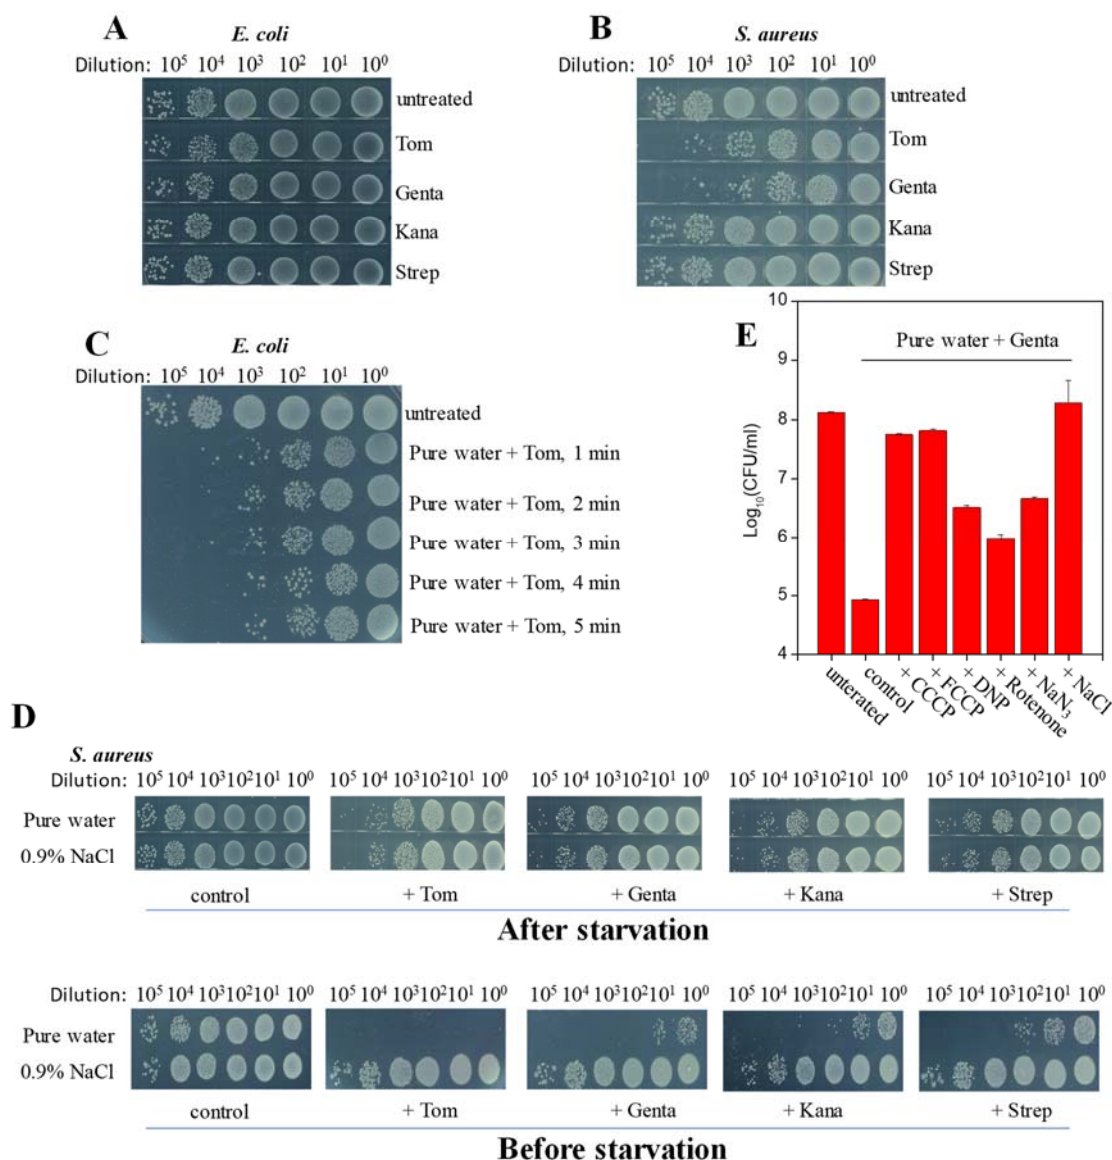 A
E. coli
Dilution: 10⁵ 10⁴ 10³ 10² 10¹ 10⁰
untreated
Tom
Genta
Kana
Strep
B
S. aureus
Dilution: 10⁵ 10⁴ 10³ 10² 10¹ 10⁰
untreated
Tom
Genta
Kana
Strep
C
E. coli
Dilution: 10⁵ 10⁴ 10³ 10² 10¹ 10⁰
untreated
Pure water + Tom, 1 min
Pure water + Tom, 2 min
Pure water + Tom, 3 min
Pure water + Tom, 4 min
Pure water + Tom, 5 min
E
Pure water + Genta
Log₁₀(CFU/ml)
10
9
8
7
6
5
4
unterated
control
+ CCCP
+ FCCP
+ DNP
+ Rotenone
+ NaN₃
+ NaCl
D
S. aureus
Dilution: 10⁵ 10⁴ 10³ 10² 10¹ 10⁰ 10⁵ 10⁴ 10³ 10² 10¹ 10⁰ 10⁵ 10⁴ 10³ 10² 10¹ 10⁰ 10⁵ 10⁴ 10³ 10² 10¹ 10⁰ 10⁵ 10⁴ 10³ 10² 10¹ 10⁰
Pure water
0.9% NaCl
control + Tom + Genta + Kana + Strep
After starvation
Dilution: 10⁵ 10⁴ 10³ 10² 10¹ 10⁰ 10⁵ 10⁴ 10³ 10² 10¹ 10⁰ 10⁵ 10⁴ 10³ 10² 10¹ 10⁰ 10⁵ 10⁴ 10³ 10² 10¹ 10⁰ 10⁵ 10⁴ 10³ 10² 10¹ 10⁰
Pure water
0.9% NaCl
control + Tom + Genta + Kana + Strep
Before starvation